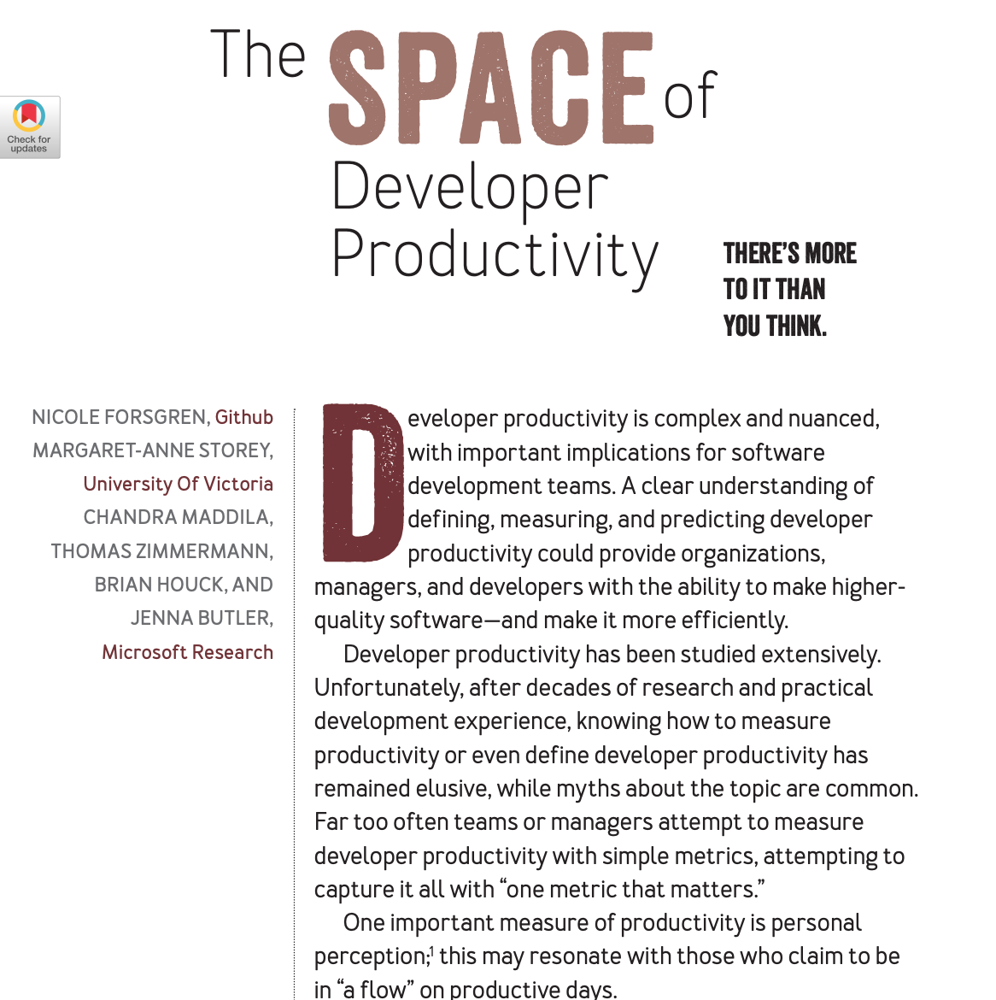 The SPACE of
Developer
Productivity
THERE’S MORE
TO IT THAN
YOU THINK.
Check for
updates
NICOLE FORSGREN, Github
MARGARET-ANNE STOREY,
University Of Victoria
CHANDRA MADDILA,
THOMAS ZIMMERMANN,
BRIAN HOUCK, AND
JENNA BUTLER,
Microsoft Research
Developer productivity is complex and nuanced,
with important implications for software
development teams. A clear understanding of
defining, measuring, and predicting developer
productivity could provide organizations,
managers, and developers with the ability to make higher-
quality software—and make it more efficiently.
Developer productivity has been studied extensively.
Unfortunately, after decades of research and practical
development experience, knowing how to measure
productivity or even define developer productivity has
remained elusive, while myths about the topic are common.
Far too often teams or managers attempt to measure
developer productivity with simple metrics, attempting to
capture it all with “one metric that matters.”
One important measure of productivity is personal
perception;¹ this may resonate with those who claim to be
in “a flow” on productive days.